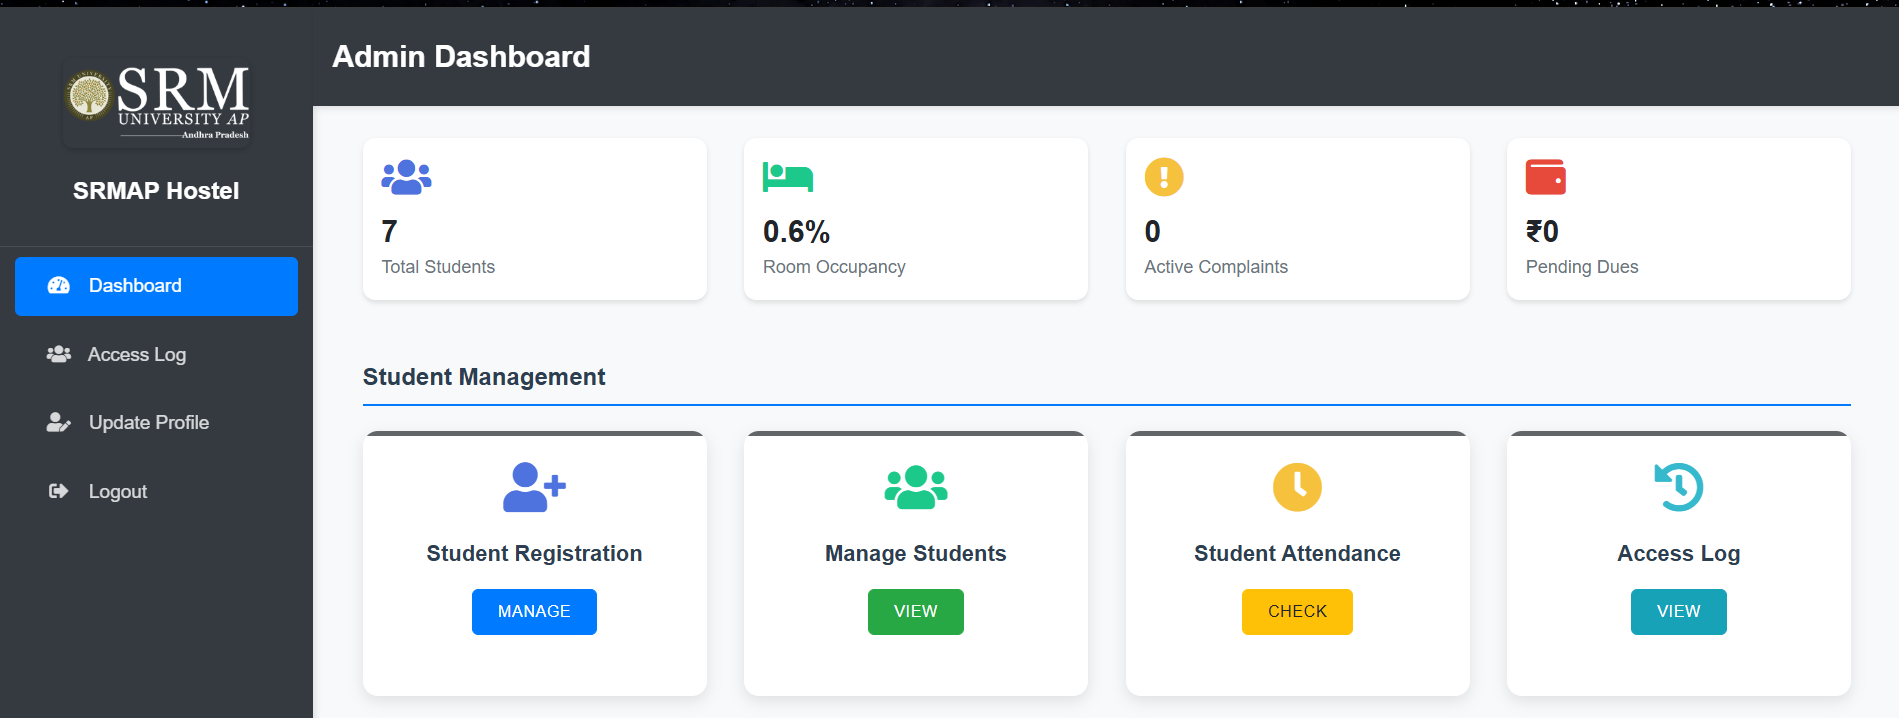 SRM
UNIVERSITY AP
Andhra Pradesh
SRMAP Hostel
Dashboard
Access Log
Update Profile
Logout
Admin Dashboard
7
Total Students
0.6%
Room Occupancy
0
Active Complaints
₹0
Pending Dues
Student Management
Student Registration
MANAGE
Manage Students
VIEW
Student Attendance
CHECK
Access Log
VIEW